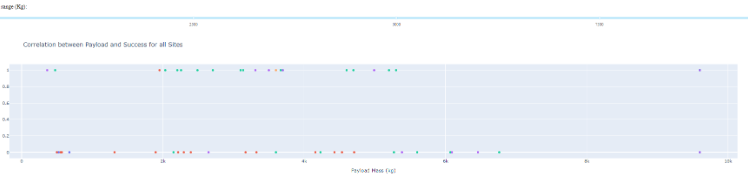 range (Kg):
Correlation between Payload and Success for all Sites
1
0.8
0.6
0.4
0.2
0
0 2k 4k 6k 8k 10k
Payload Mass (kg)